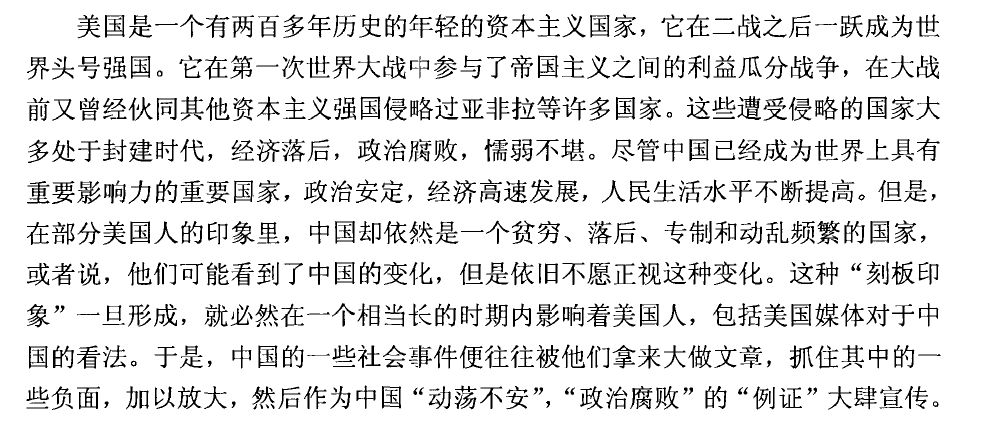 美国是一个有两百多年历史的年轻的资本主义国家，它在二战之后一跃成为世
界头号强国。它在第一次世界大战中参与了帝国主义之间的利益瓜分战争，在大战
前又曾经伙同其他资本主义强国侵略过亚非拉等许多国家。这些遭受侵略的国家大
多处于封建时代，经济落后，政治腐败，懦弱不堪。尽管中国已经成为世界上具有
重要影响力的重要国家，政治安定，经济高速发展，人民生活水平不断提高。但是，
在部分美国人的印象里，中国却依然是一个贫穷、落后、专制和动乱频繁的国家，
或者说，他们可能看到了中国的变化，但是依旧不愿正视这种变化。这种“刻板印
象”一旦形成，就必然在一个相当长的时期内影响着美国人，包括美国媒体对于中
国的看法。于是，中国的一些社会事件便往往被他们拿来大做文章，抓住其中的一
些负面，加以放大，然后作为中国“动荡不安”，“政治腐败”的“例证”大肆宣传。